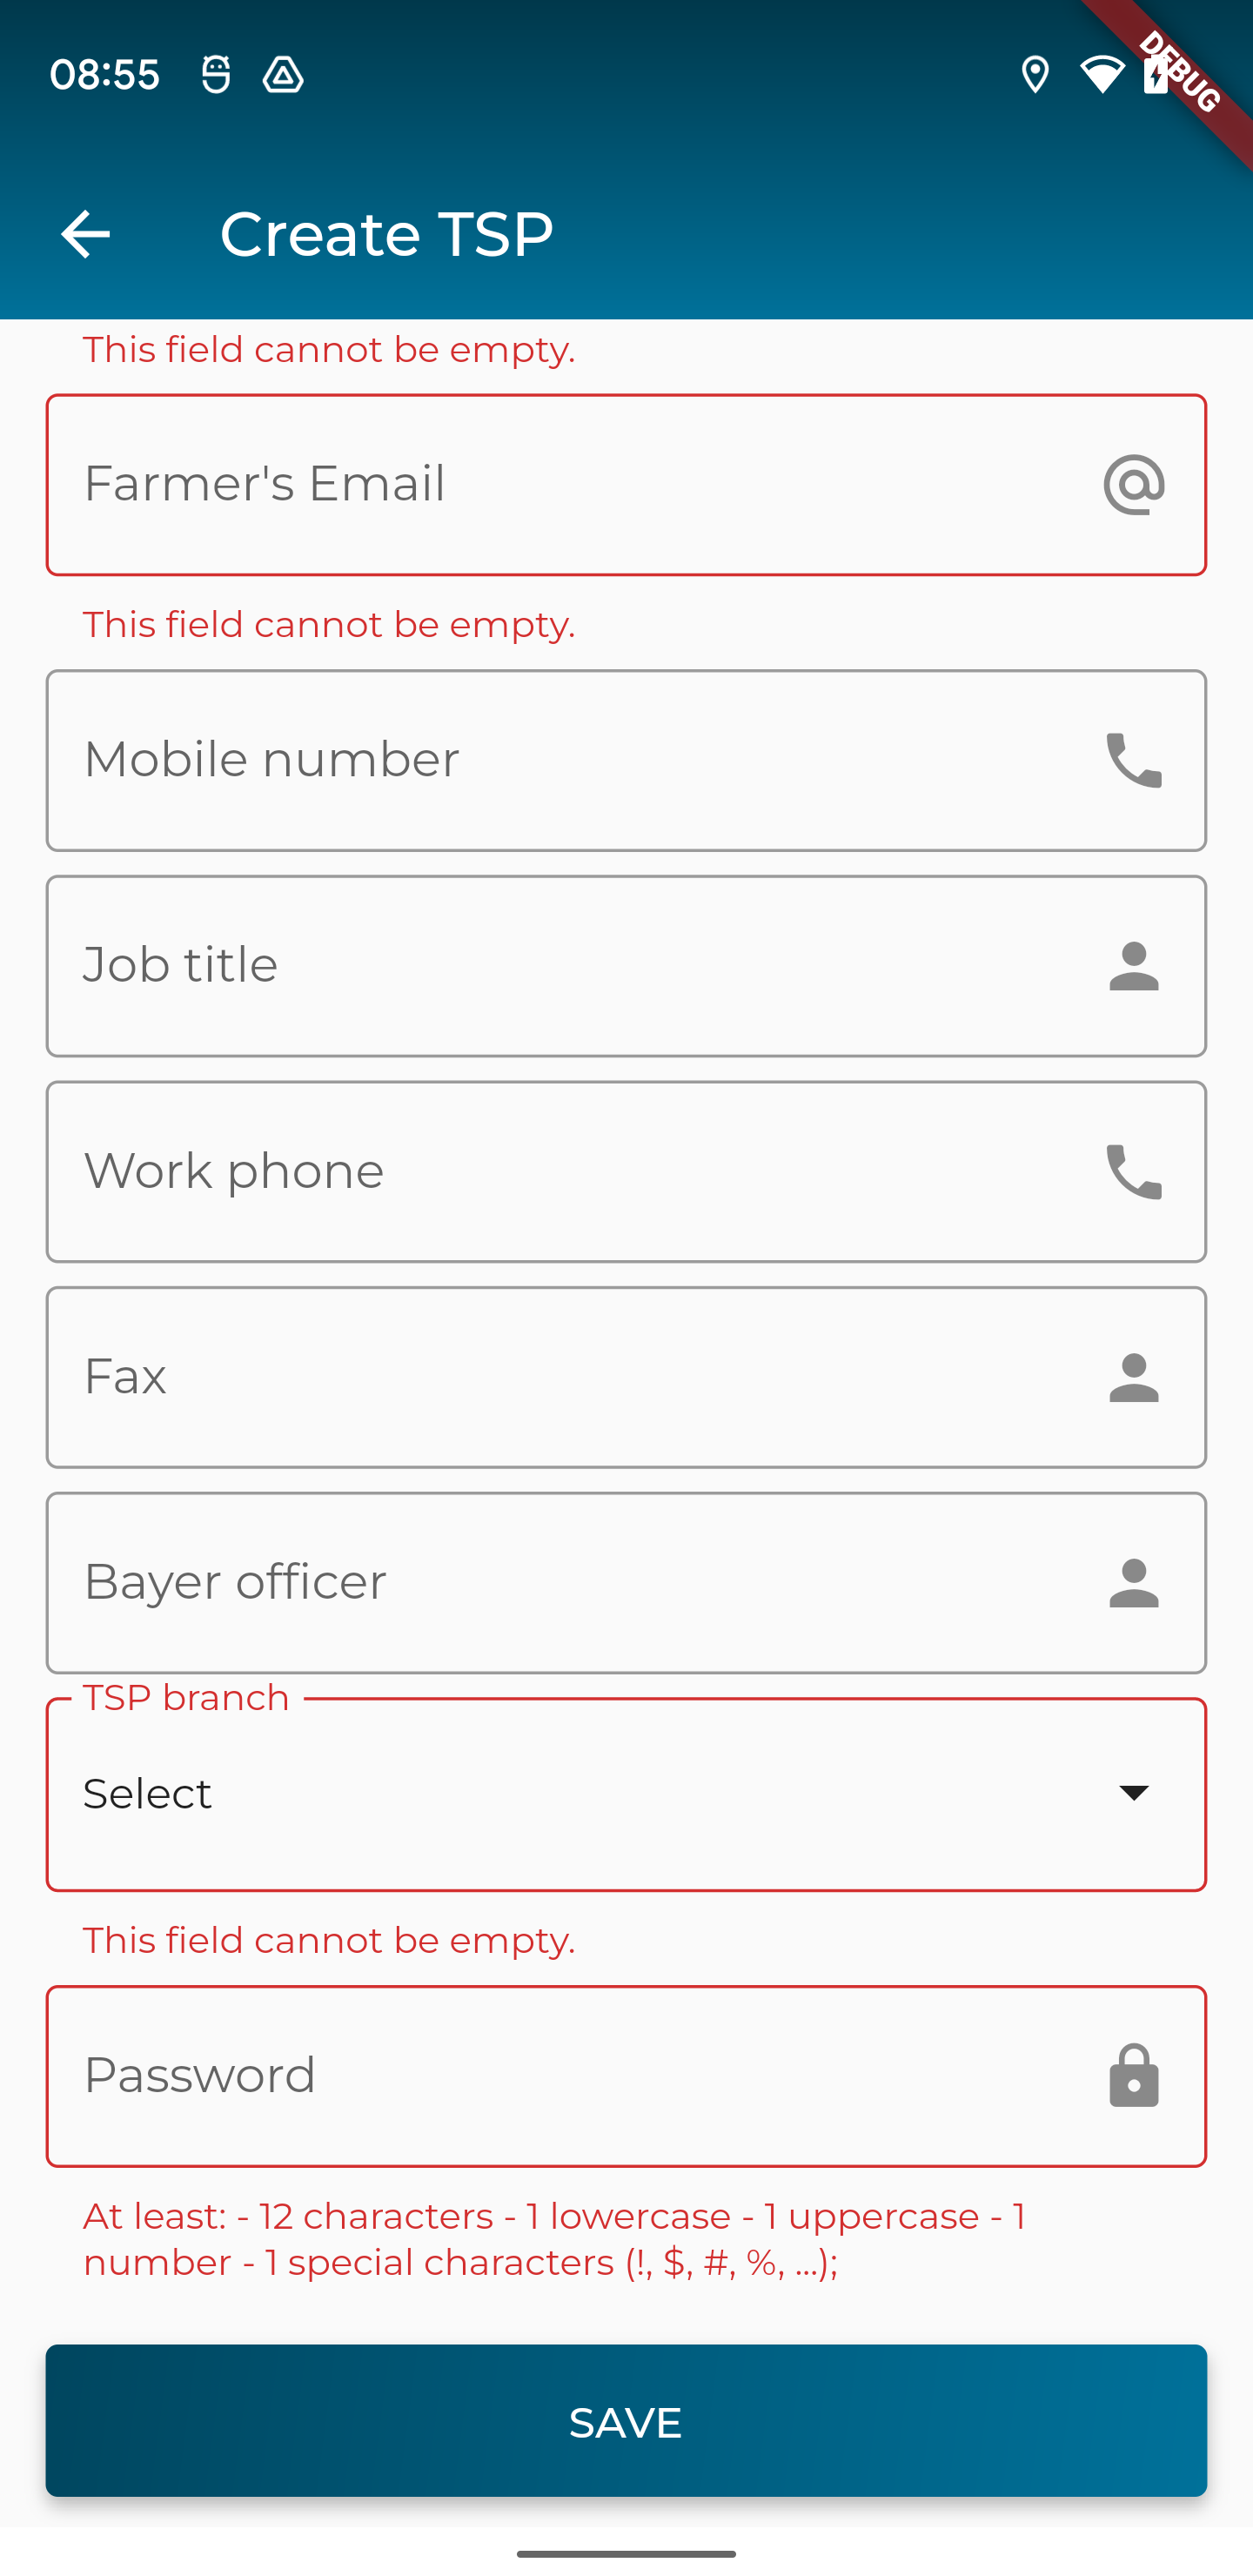 08:55
DEBUG
Create TSP
This field cannot be empty.
Farmer's Email
This field cannot be empty.
Mobile number
Job title
Work phone
Fax
Bayer officer
TSP branch
Select
This field cannot be empty.
Password
At least: - 12 characters - 1 lowercase - 1 uppercase - 1
number - 1 special characters (!, $, #, %, ...);
SAVE